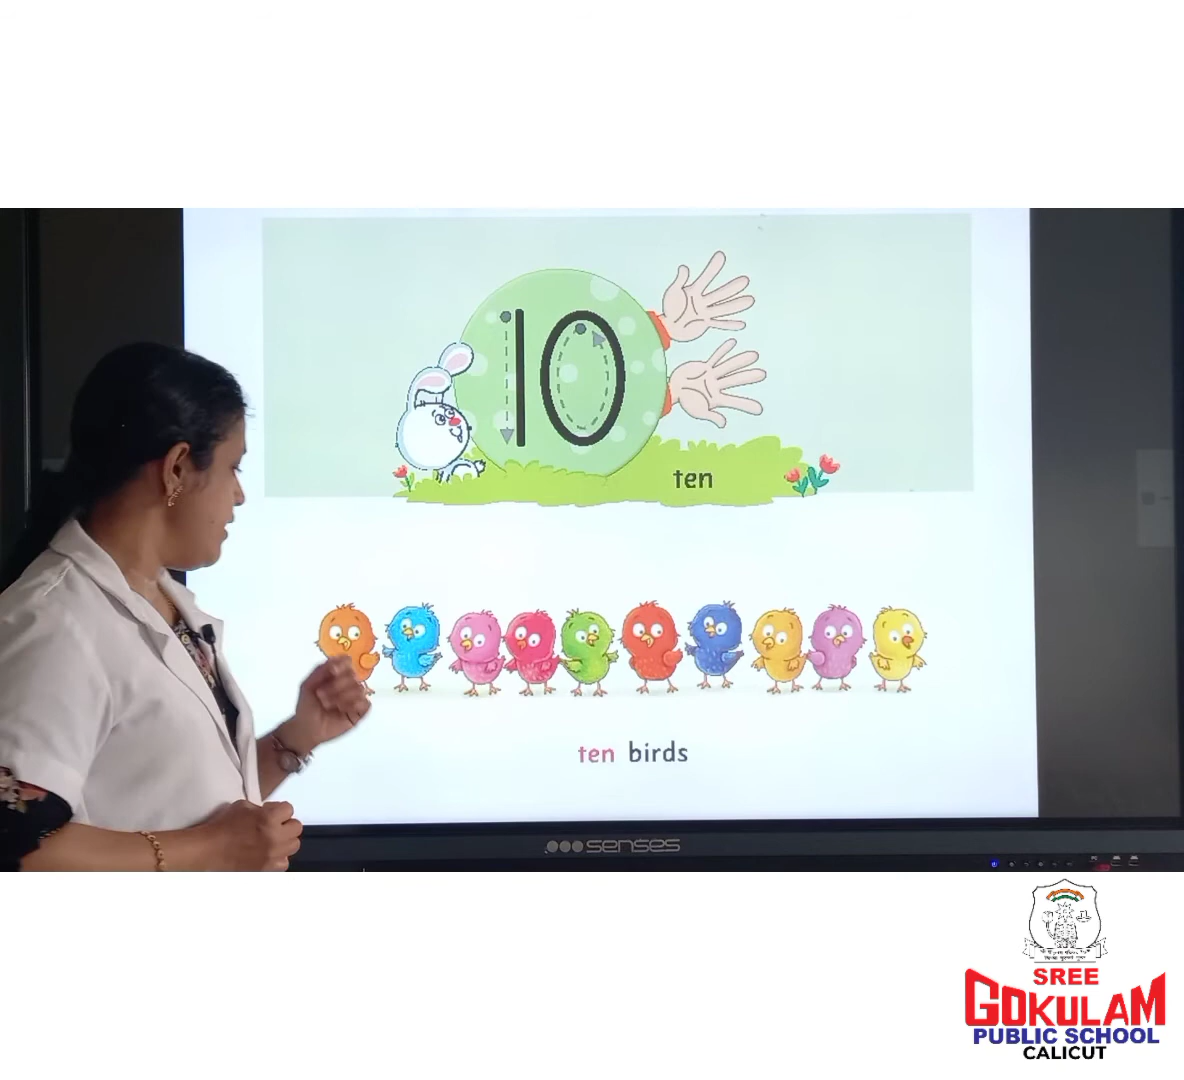 10
ten
ten birds
senses
SREE
GOKULAM
PUBLIC SCHOOL
CALICUT